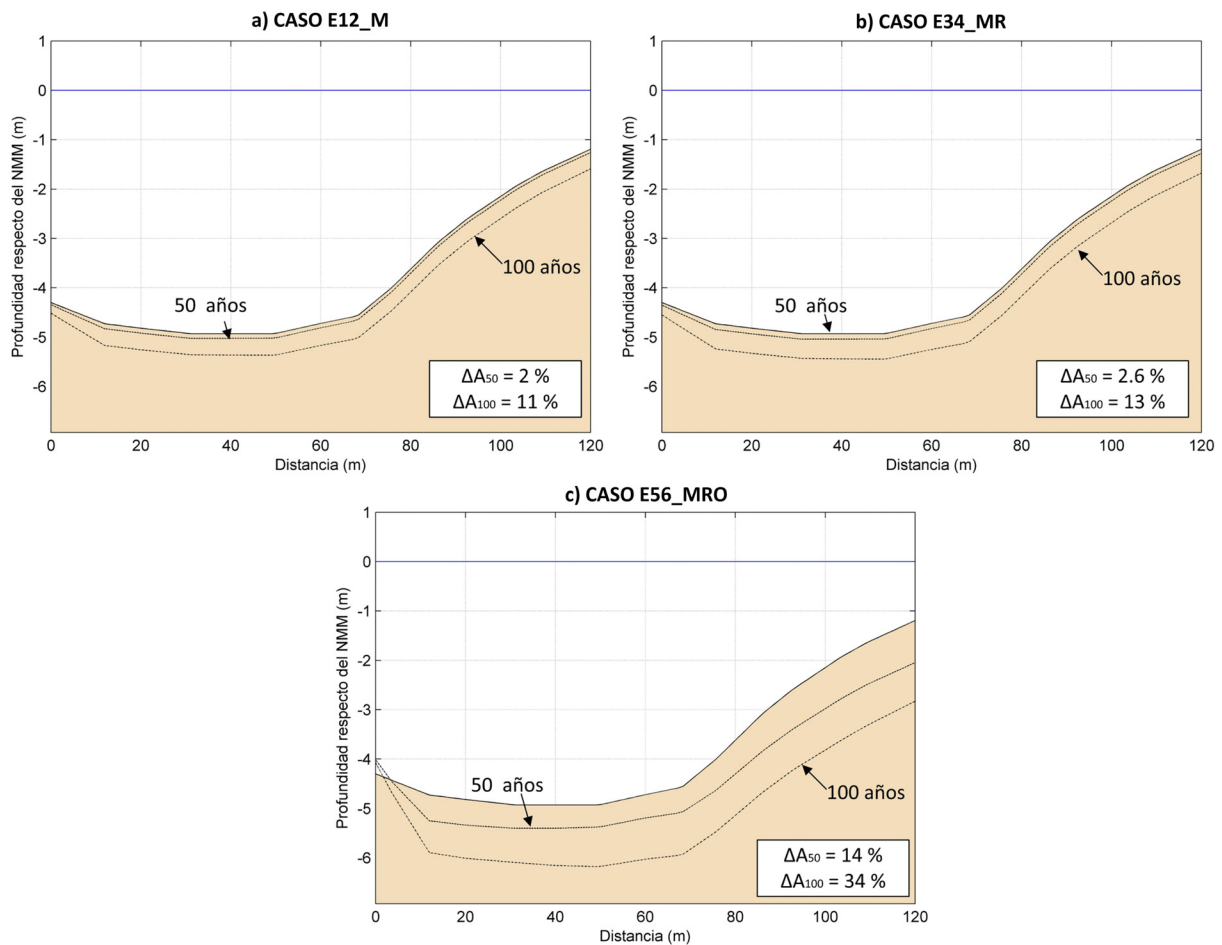 a) CASO E12_M
Profundidad respecto del NMM (m)
1
0
-1
-2
-3
-4
-5
-6
50 años
100 años
ΔA50 = 2 %
ΔA100 = 11 %
0 20 40 60 80 100 120
Distancia (m)
b) CASO E34_MR
Profundidad respecto del NMM (m)
1
0
-1
-2
-3
-4
-5
-6
50 años
100 años
ΔA50 = 2.6 %
ΔA100 = 13 %
0 20 40 60 80 100 120
Distancia (m)
c) CASO E56_MRO
Profundidad respecto del NMM (m)
1
0
-1
-2
-3
-4
-5
-6
50 años
100 años
ΔA50 = 14 %
ΔA100 = 34 %
0 20 40 60 80 100 120
Distancia (m)